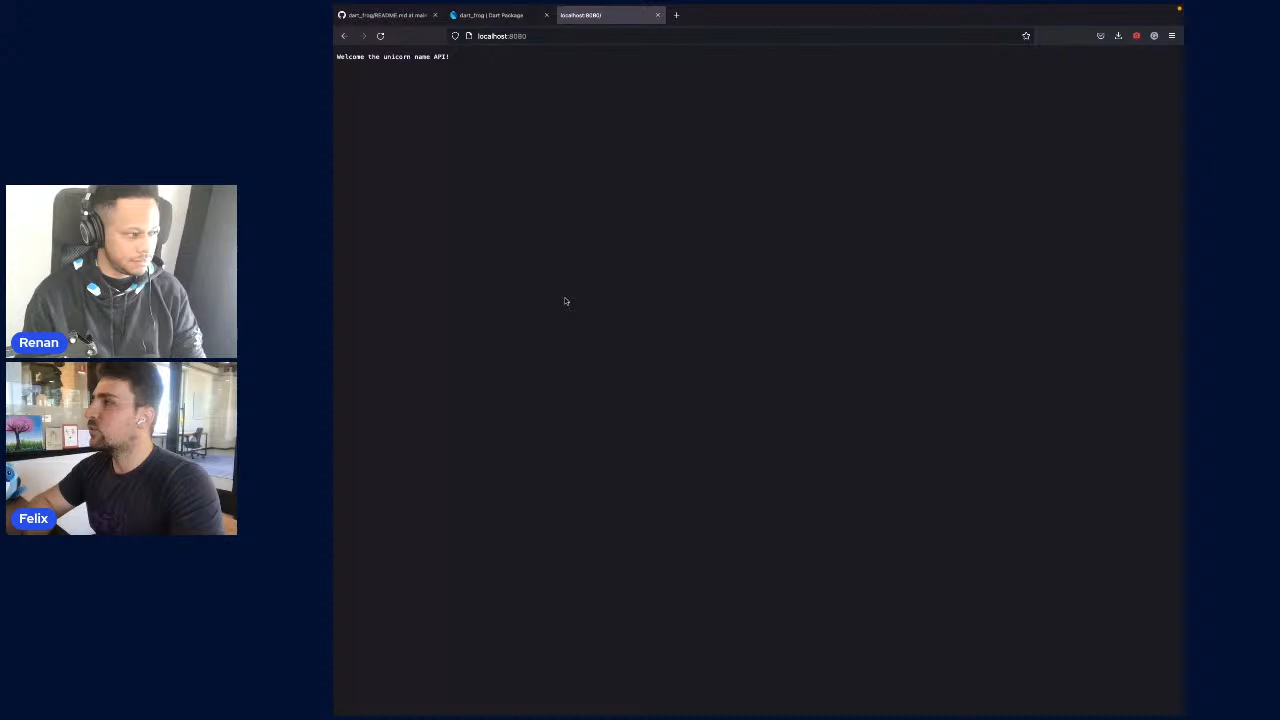 dart_frog/README.md at main
dart_frog | Dart Package
localhost:8080/
localhost:8080
Welcome the unicorn name API!
Renan
Felix